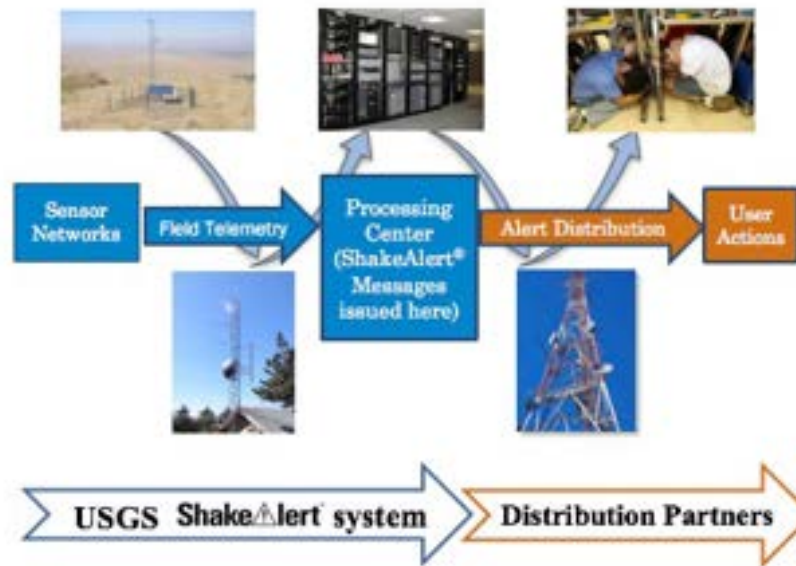 Sensor
Networks
Field Telemetry
Processing
Center
(ShakeAlert®
Messages
issued here)
Alert Distribution
User
Actions
USGS ShakeAlert system
Distribution Partners